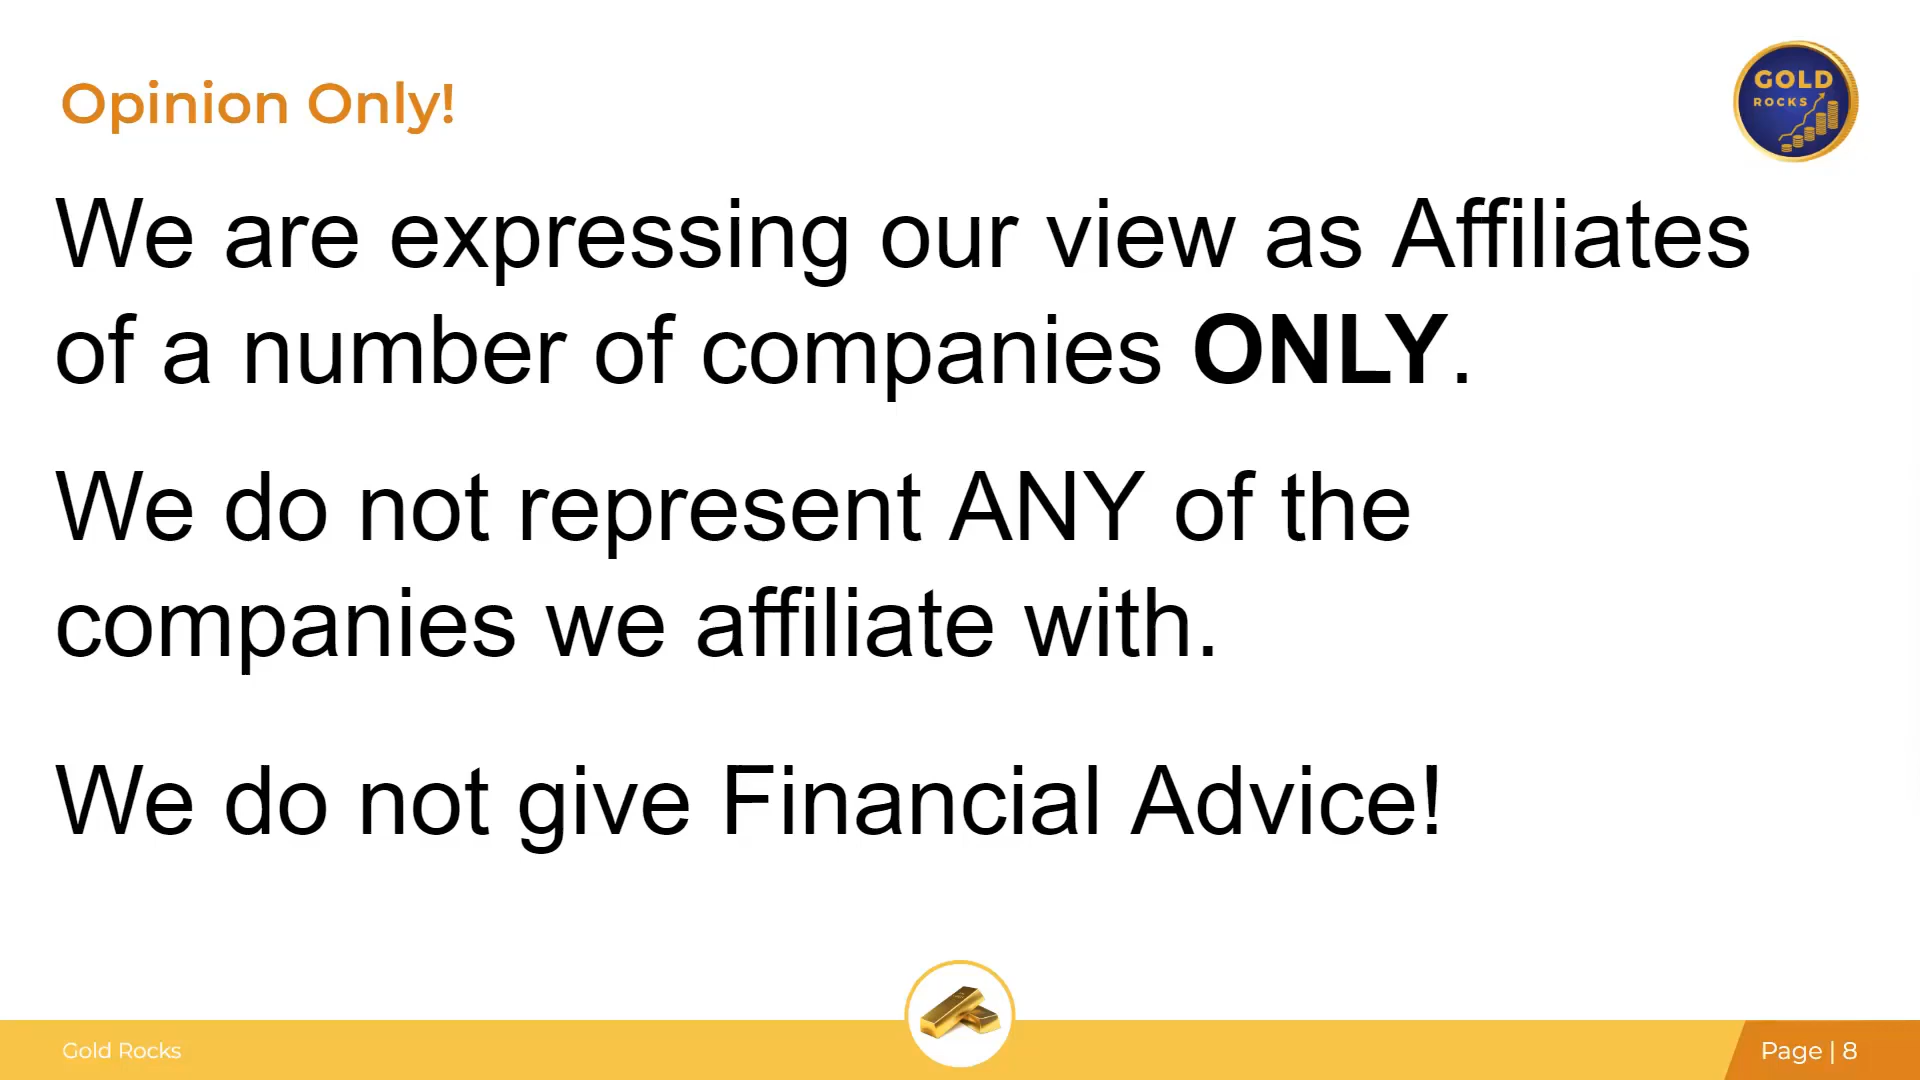 Opinion Only!
GOLD
ROCKS
We are expressing our view as Affiliates
of a number of companies ONLY.
We do not represent ANY of the
companies we affiliate with.
We do not give Financial Advice!
Gold Rocks
Page | 8